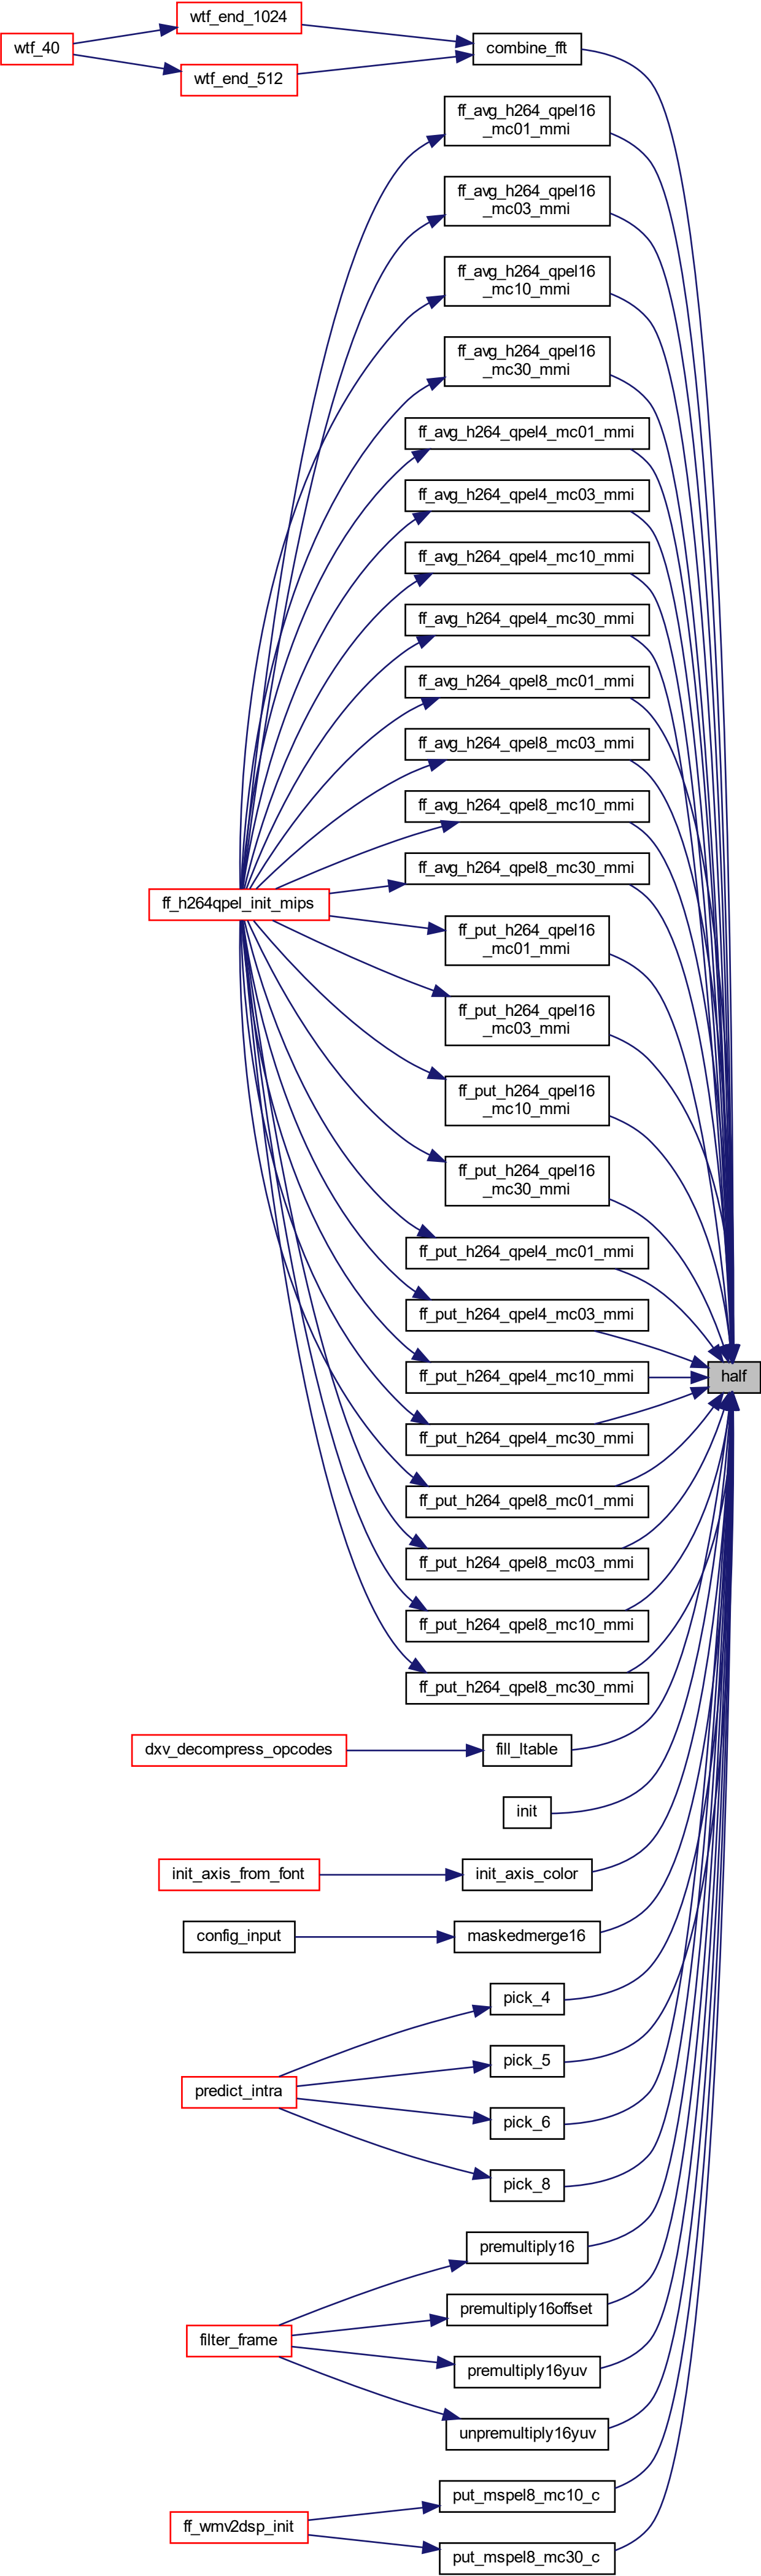 wtf_end_1024
wtf_40
combine_fft
wtf_end_512
ff_avg_h264_qpel16
_mc01_mmi
ff_avg_h264_qpel16
_mc03_mmi
ff_avg_h264_qpel16
_mc10_mmi
ff_avg_h264_qpel16
_mc30_mmi
ff_avg_h264_qpel4_mc01_mmi
ff_avg_h264_qpel4_mc03_mmi
ff_avg_h264_qpel4_mc10_mmi
ff_avg_h264_qpel4_mc30_mmi
ff_avg_h264_qpel8_mc01_mmi
ff_avg_h264_qpel8_mc03_mmi
ff_avg_h264_qpel8_mc10_mmi
ff_avg_h264_qpel8_mc30_mmi
ff_h264qpel_init_mips
ff_put_h264_qpel16
_mc01_mmi
ff_put_h264_qpel16
_mc03_mmi
ff_put_h264_qpel16
_mc10_mmi
ff_put_h264_qpel16
_mc30_mmi
ff_put_h264_qpel4_mc01_mmi
ff_put_h264_qpel4_mc03_mmi
ff_put_h264_qpel4_mc10_mmi
half
ff_put_h264_qpel4_mc30_mmi
ff_put_h264_qpel8_mc01_mmi
ff_put_h264_qpel8_mc03_mmi
ff_put_h264_qpel8_mc10_mmi
ff_put_h264_qpel8_mc30_mmi
dxv_decompress_opcodes
fill_ltable
init
init_axis_from_font
init_axis_color
config_input
maskedmerge16
pick_4
pick_5
predict_intra
pick_6
pick_8
premultiply16
premultiply16offset
filter_frame
premultiply16yuv
unpremultiply16yuv
put_mspel8_mc10_c
ff_wmv2dsp_init
put_mspel8_mc30_c